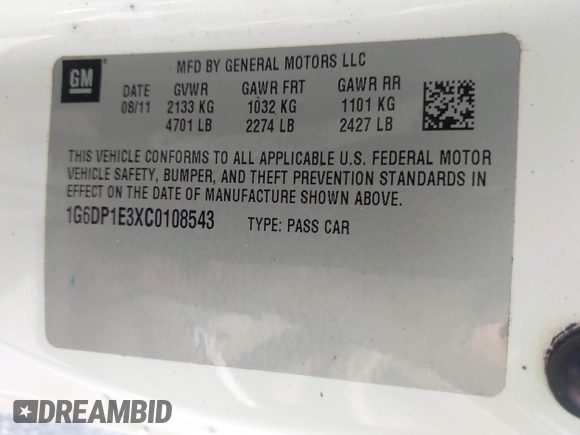 GM
MFD BY GENERAL MOTORS LLC
DATE GVWR GAWR FRT GAWR RR
08/11 2133 KG 1032 KG 1101 KG
4701 LB 2274 LB 2427 LB
THIS VEHICLE CONFORMS TO ALL APPLICABLE U.S. FEDERAL MOTOR
VEHICLE SAFETY, BUMPER, AND THEFT PREVENTION STANDARDS IN
EFFECT ON THE DATE OF MANUFACTURE SHOWN ABOVE.
1G6DP1E3XC0108543 TYPE: PASS CAR
DREAMBID